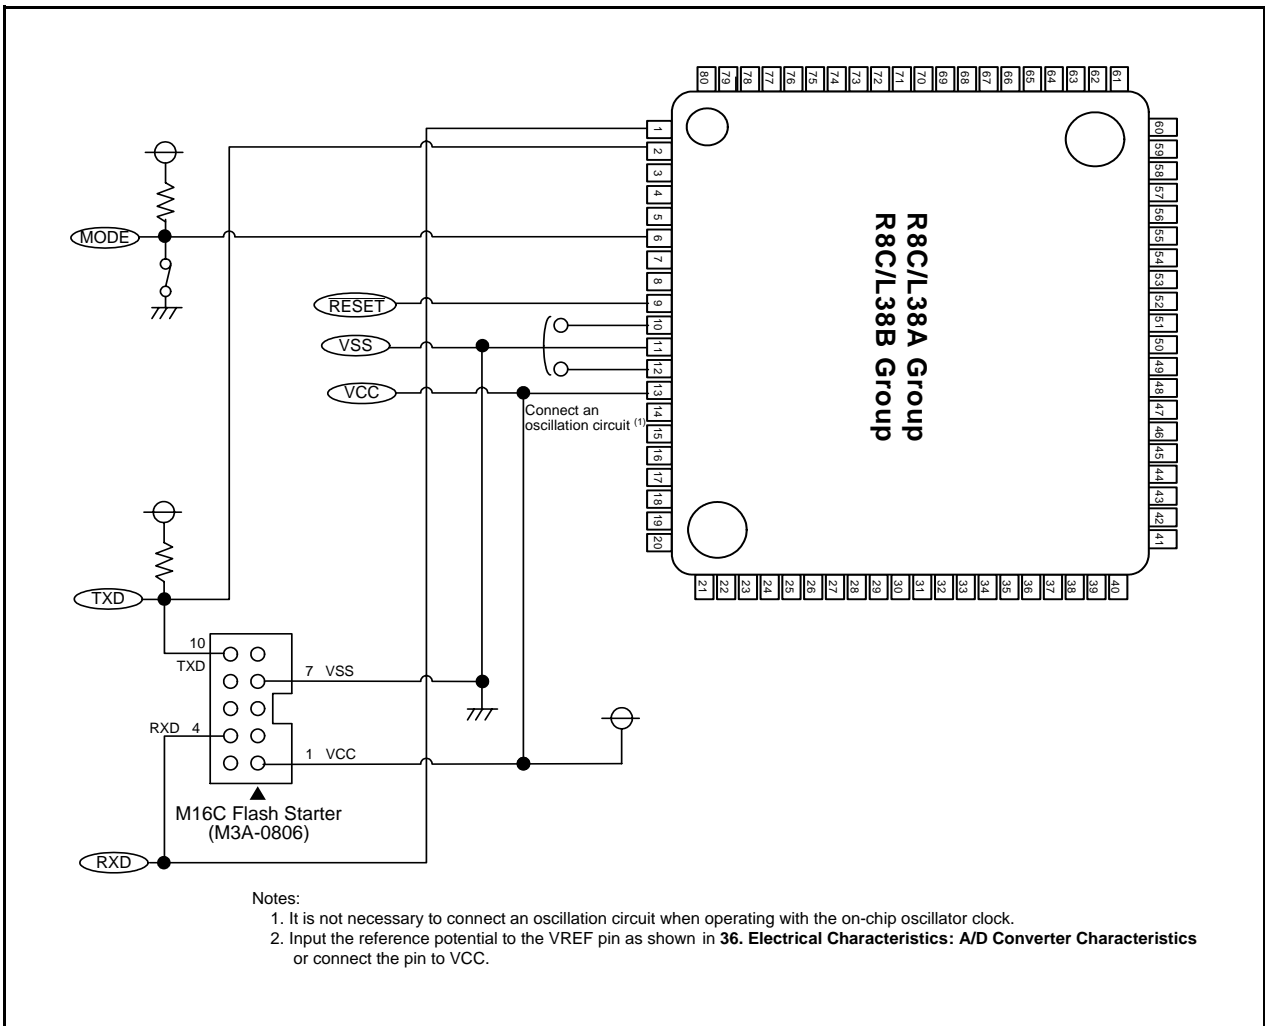 80 79 78 77 76 75 74 73 72 71 70 69 68 67 66 65 64 63 62 61
1
2
3
4
5
6
7
8
9
10
11
12
13
14
15
16
17
18
19
20
60
59
58
57
56
55
54
53
52
51
50
49
48
47
46
45
44
43
42
41
R8C/L38A Group
R8C/L38B Group
21 22 23 24 25 26 27 28 29 30 31 32 33 34 35 36 37 38 39 40
MODE
RESET
VSS
VCC
Connect an
oscillation circuit (1)
TXD
10
TXD
7 VSS
RXD 4
1 VCC
M16C Flash Starter
(M3A-0806)
RXD
Notes:
1. It is not necessary to connect an oscillation circuit when operating with the on-chip oscillator clock.
2. Input the reference potential to the VREF pin as shown in 36. Electrical Characteristics: A/D Converter Characteristics
or connect the pin to VCC.